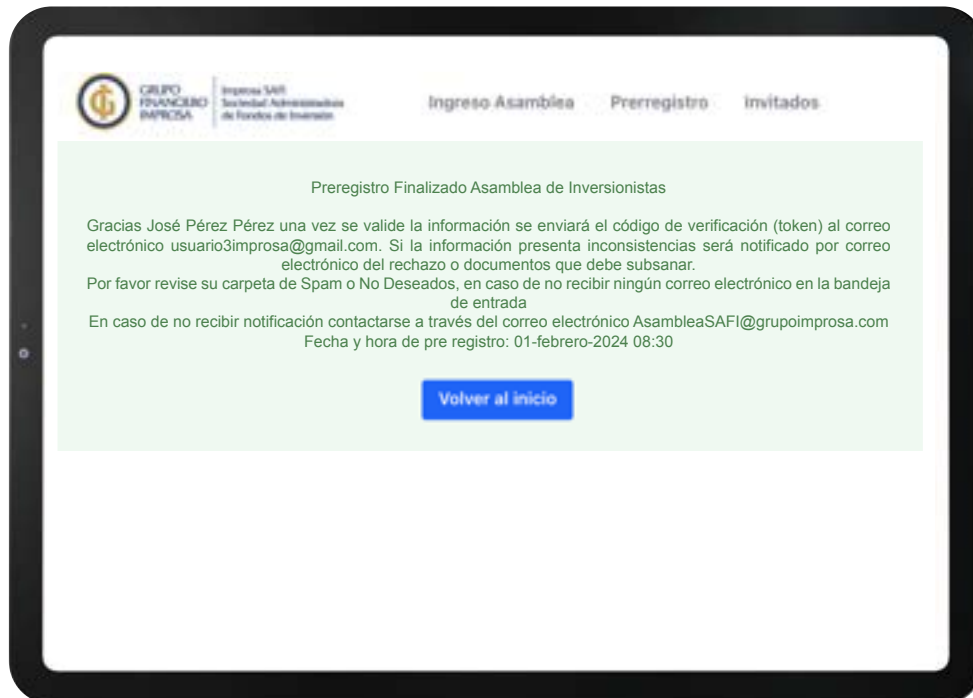 GRUPO
FINANCIERO
IMPROSA
Improsa SAFI
Sociedad Administradora
de Fondos de Inversión
Ingreso Asamblea Prerregistro Invitados
Preregistro Finalizado Asamblea de Inversionistas
Gracias José Pérez Pérez una vez se valide la información se enviará el código de verificación (token) al correo
electrónico usuario3improsa@gmail.com. Si la información presenta inconsistencias será notificado por correo
electrónico del rechazo o documentos que debe subsanar.
Por favor revise su carpeta de Spam o No Deseados, en caso de no recibir ningún correo electrónico en la bandeja
de entrada
En caso de no recibir notificación contactarse a través del correo electrónico AsambleaSAFI@grupoimprosa.com
Fecha y hora de pre registro: 01-febrero-2024 08:30
Volver al inicio